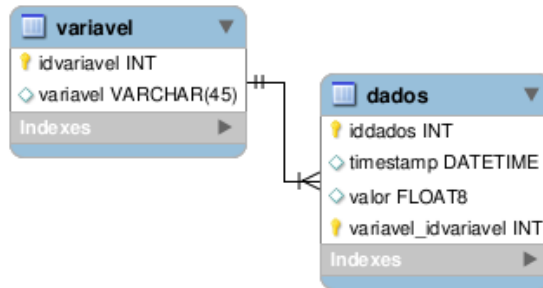 variavel
idvariavel INT
variavel VARCHAR(45)
Indexes
dados
iddados INT
timestamp DATETIME
valor FLOAT8
variavel_idvariavel INT
Indexes